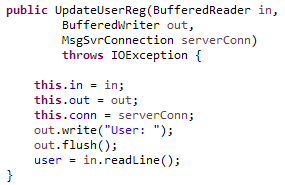 public UpdateUserReg(BufferedReader in,
BufferedWriter out,
MsgSvrConnection serverConn)
throws IOException {
this.in = in;
this.out = out;
this.conn = serverConn;
out.write("User: ");
out.flush();
user = in.readLine();
}